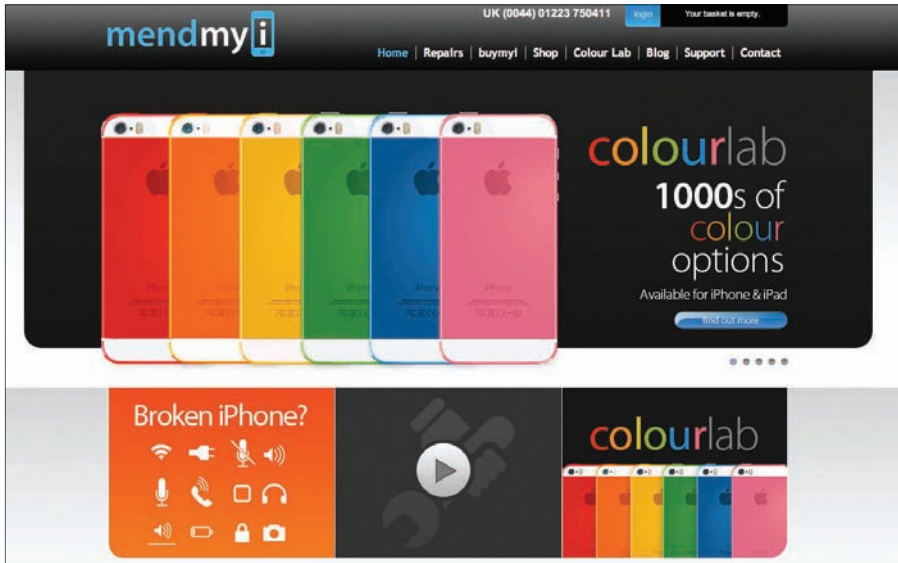 UK (0044) 01223 750411
login
Your basket is empty.
mendmyi
Home | Repairs | buymyI | Shop | Colour Lab | Blog | Support | Contact
colourlab
1000s of
colour
options
Available for iPhone & iPad
find out more
iPhone
Broken iPhone?
colourlab